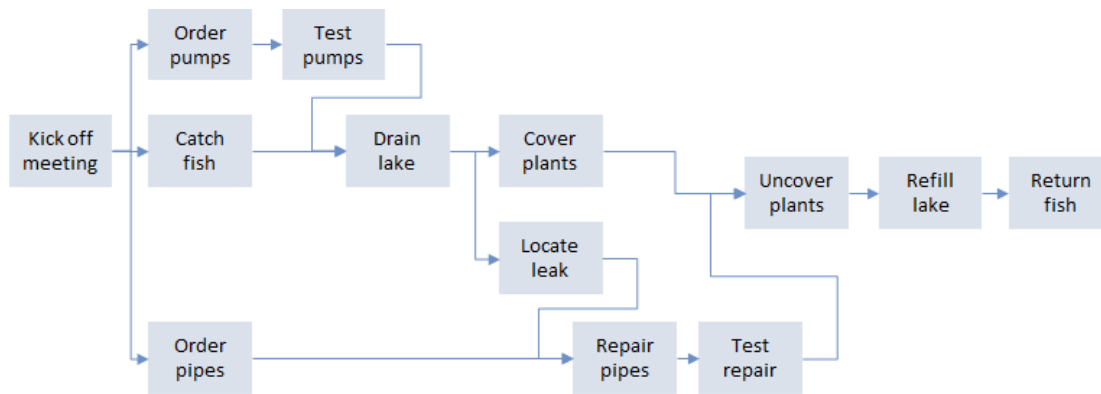 Order
pumps
Test
pumps
Kick off
meeting
Catch
fish
Drain
lake
Cover
plants
Uncover
plants
Refill
lake
Return
fish
Locate
leak
Order
pipes
Repair
pipes
Test
repair